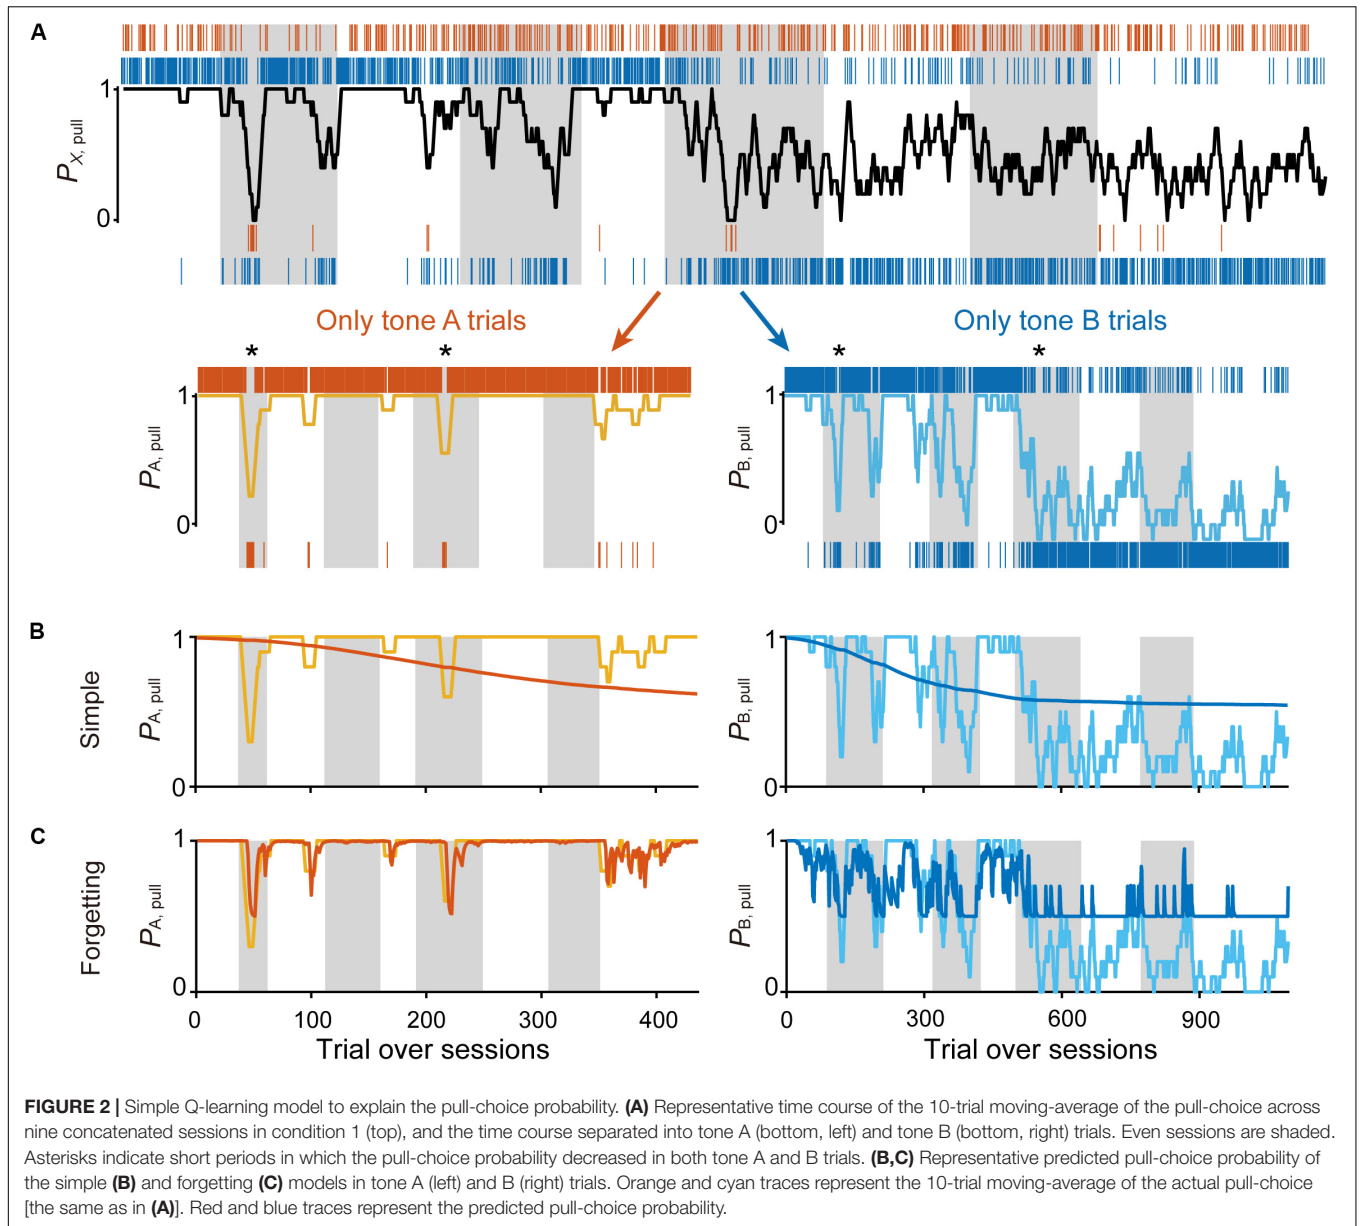 A
1
P X, pull
0
Only tone A trials
Only tone B trials
* * * *
1 1
P A, pull P B, pull
0 0
B
1 1
Simple
P A, pull P B, pull
0 0
C
1 1
Forgetting
P A, pull P B, pull
0 0
0 100 200 300 400 0 300 600 900
Trial over sessions Trial over sessions
FIGURE 2 | Simple Q-learning model to explain the pull-choice probability. (A) Representative time course of the 10-trial moving-average of the pull-choice across
nine concatenated sessions in condition 1 (top), and the time course separated into tone A (bottom, left) and tone B (bottom, right) trials. Even sessions are shaded.
Asterisks indicate short periods in which the pull-choice probability decreased in both tone A and B trials. (B,C) Representative predicted pull-choice probability of
the simple (B) and forgetting (C) models in tone A (left) and B (right) trials. Orange and cyan traces represent the 10-trial moving-average of the actual pull-choice
[the same as in (A)]. Red and blue traces represent the predicted pull-choice probability.